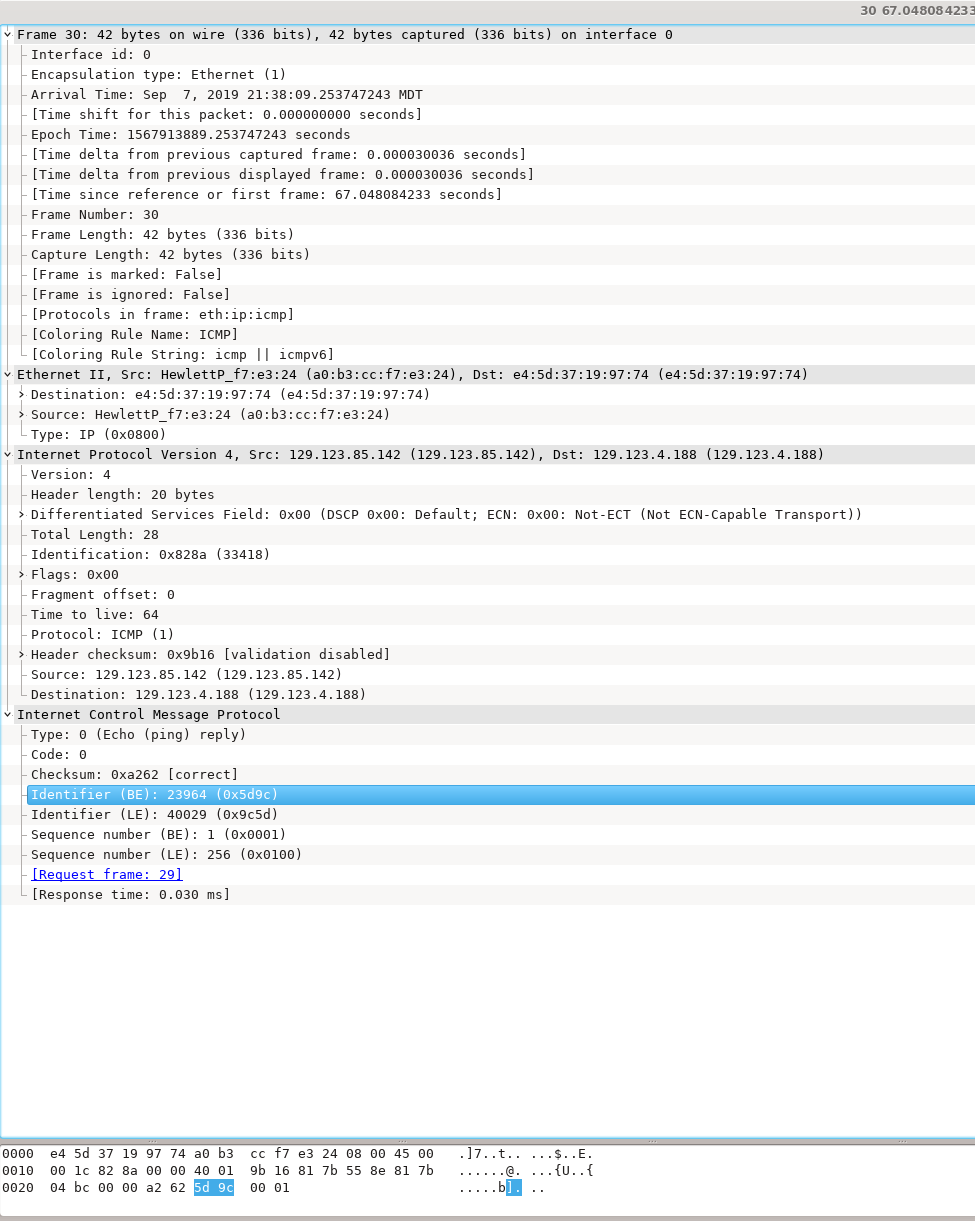 30 67.048084233
Frame 30: 42 bytes on wire (336 bits), 42 bytes captured (336 bits) on interface 0
Interface id: 0
Encapsulation type: Ethernet (1)
Arrival Time: Sep  7, 2019 21:38:09.253747243 MDT
[Time shift for this packet: 0.000000000 seconds]
Epoch Time: 1567913889.253747243 seconds
[Time delta from previous captured frame: 0.000030036 seconds]
[Time delta from previous displayed frame: 0.000030036 seconds]
[Time since reference or first frame: 67.048084233 seconds]
Frame Number: 30
Frame Length: 42 bytes (336 bits)
Capture Length: 42 bytes (336 bits)
[Frame is marked: False]
[Frame is ignored: False]
[Protocols in frame: eth:ip:icmp]
[Coloring Rule Name: ICMP]
[Coloring Rule String: icmp || icmpv6]
Ethernet II, Src: HewlettP_f7:e3:24 (a0:b3:cc:f7:e3:24), Dst: e4:5d:37:19:97:74 (e4:5d:37:19:97:74)
Destination: e4:5d:37:19:97:74 (e4:5d:37:19:97:74)
Source: HewlettP_f7:e3:24 (a0:b3:cc:f7:e3:24)
Type: IP (0x0800)
Internet Protocol Version 4, Src: 129.123.85.142 (129.123.85.142), Dst: 129.123.4.188 (129.123.4.188)
Version: 4
Header length: 20 bytes
Differentiated Services Field: 0x00 (DSCP 0x00: Default; ECN: 0x00: Not-ECT (Not ECN-Capable Transport))
Total Length: 28
Identification: 0x828a (33418)
Flags: 0x00
Fragment offset: 0
Time to live: 64
Protocol: ICMP (1)
Header checksum: 0x9b16 [validation disabled]
Source: 129.123.85.142 (129.123.85.142)
Destination: 129.123.4.188 (129.123.4.188)
Internet Control Message Protocol
Type: 0 (Echo (ping) reply)
Code: 0
Checksum: 0xa262 [correct]
Identifier (BE): 23964 (0x5d9c)
Identifier (LE): 40029 (0x9c5d)
Sequence number (BE): 1 (0x0001)
Sequence number (LE): 256 (0x0100)
[Request frame: 29]
[Response time: 0.030 ms]
0000  e4 5d 37 19 97 74 a0 b3  cc f7 e3 24 08 00 45 00   .]7..t.. ...$..E.
0010  00 1c 82 8a 00 00 40 01  9b 16 81 7b 55 8e 81 7b   ......@. ...{U..{
0020  04 bc 00 00 a2 62 5d 9c  00 01                     .....b]. ..